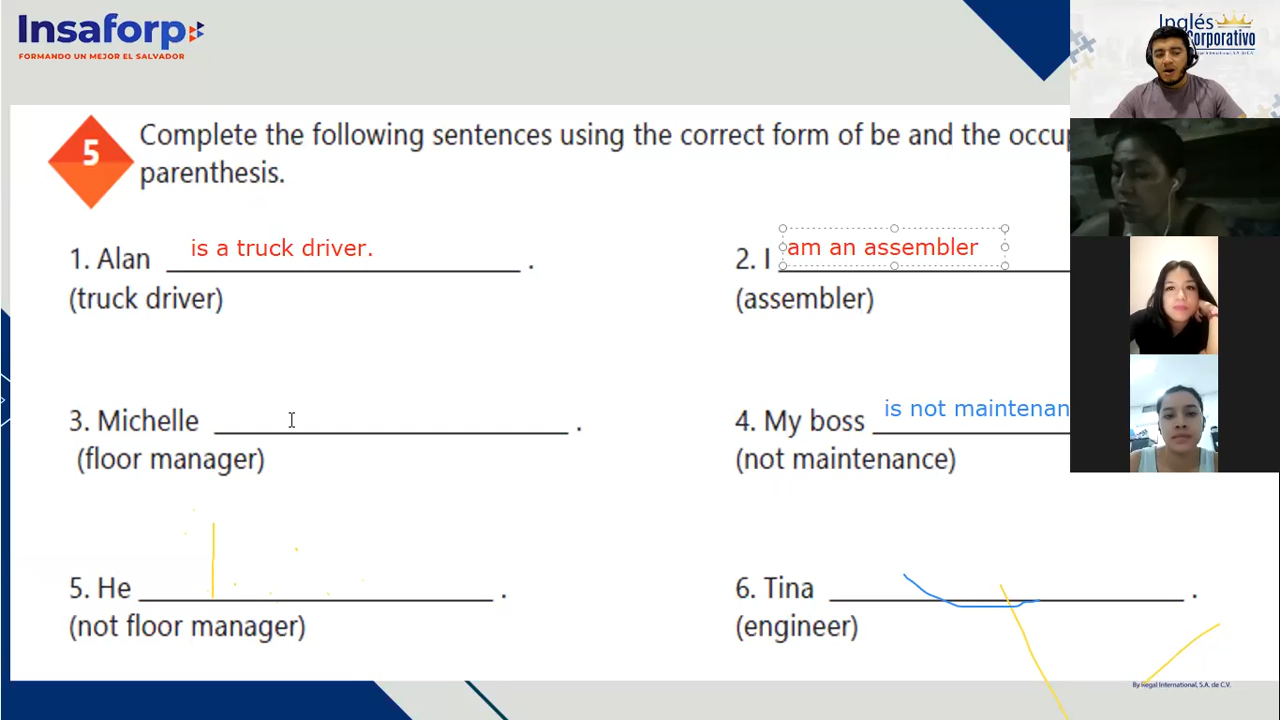 Insaforp
FORMANDO UN MEJOR EL SALVADOR
Inglés
Corporativo
5
Complete the following sentences using the correct form of be and the occu
parenthesis.
1. Alan is a truck driver. .
(truck driver)
2. I am an assembler
(assembler)
3. Michelle .
(floor manager)
4. My boss is not maintenan
(not maintenance)
5. He .
(not floor manager)
6. Tina .
(engineer)
By Regal International, S.A. de C.V.